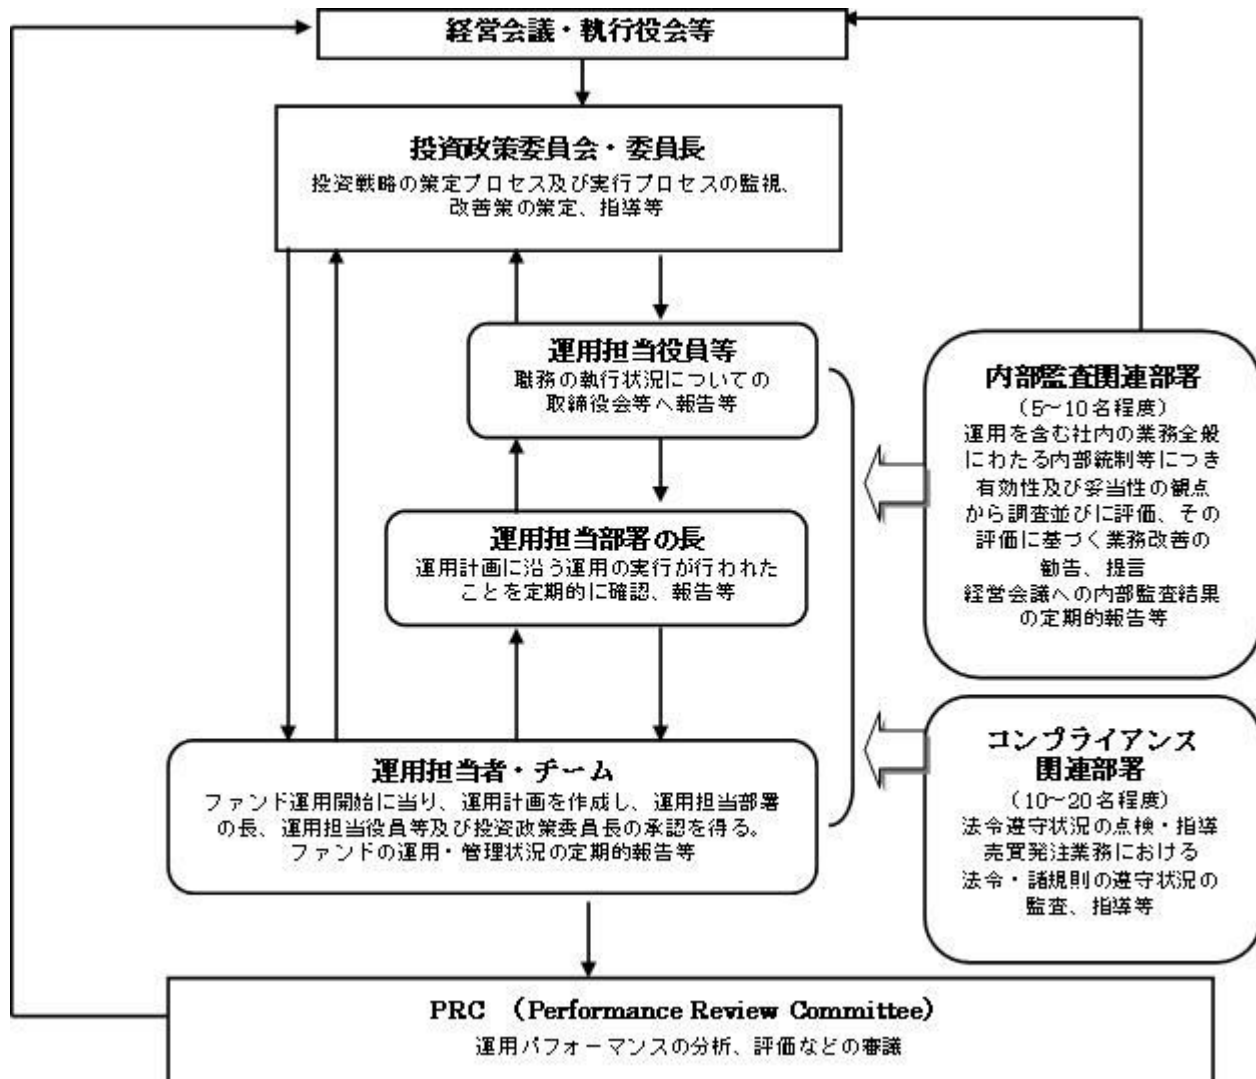 経営会議・執行役会等
投資政策委員会・委員長
投資戦略の策定プロセス及び実行プロセスの監視、
改善策の策定、指導等
運用担当役員等
職務の執行状況についての
取締役会等へ報告等
運用担当部署の長
運用計画に沿う運用の実行が行われた
ことを定期的に確認、報告等
運用担当者・チーム
ファンド運用開始に当り、運用計画を作成し、運用担当部署
の長、運用担当役員等及び投資政策委員長の承認を得る。
ファンドの運用・管理状況の定期的報告等
内部監査関連部署
（5～10名程度）
運用を含む社内の業務全般
にわたる内部統制等につき
有効性及び妥当性の観点
から調査並びに評価、その
評価に基づく業務改善の
勧告、提言
経営会議への内部監査結果
の定期的報告等
コンプライアンス
関連部署
（10～20名程度）
法令遵守状況の点検・指導
売買発注業務における
法令・諸規則の遵守状況の
監査、指導等
PRC （Performance Review Committee）
運用パフォーマンスの分析、評価などの審議